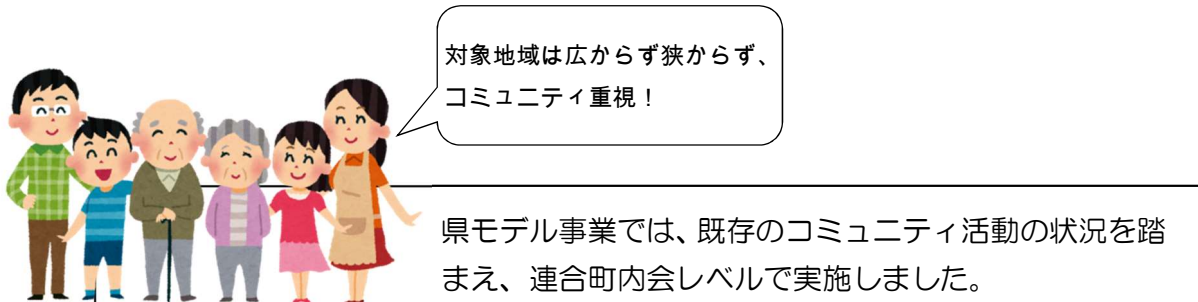 対象地域は広からず狭からず、
コミュニティ重視！
県モデル事業では、既存のコミュニティ活動の状況を踏
まえ、連合町内会レベルで実施しました。